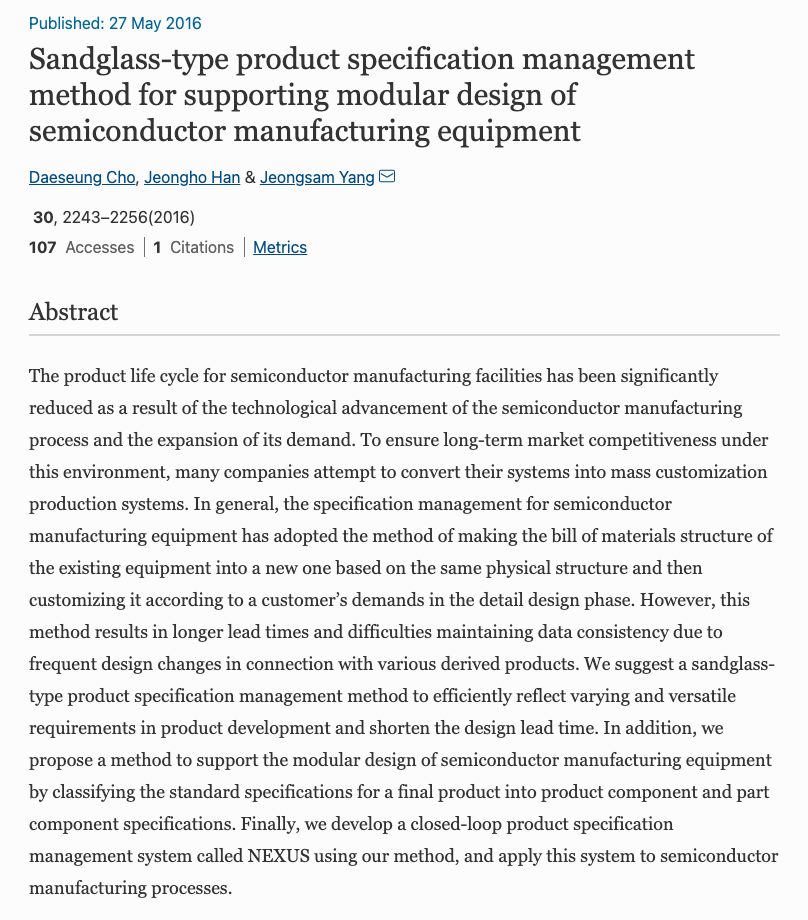 Published: 27 May 2016
Sandglass-type product specification management
method for supporting modular design of
semiconductor manufacturing equipment
Daeseung Cho, Jeongho Han & Jeongsam Yang
30, 2243–2256(2016)
107 Accesses | 1 Citations | Metrics
Abstract
The product life cycle for semiconductor manufacturing facilities has been significantly
reduced as a result of the technological advancement of the semiconductor manufacturing
process and the expansion of its demand. To ensure long-term market competitiveness under
this environment, many companies attempt to convert their systems into mass customization
production systems. In general, the specification management for semiconductor
manufacturing equipment has adopted the method of making the bill of materials structure of
the existing equipment into a new one based on the same physical structure and then
customizing it according to a customer’s demands in the detail design phase. However, this
method results in longer lead times and difficulties maintaining data consistency due to
frequent design changes in connection with various derived products. We suggest a sandglass-
type product specification management method to efficiently reflect varying and versatile
requirements in product development and shorten the design lead time. In addition, we
propose a method to support the modular design of semiconductor manufacturing equipment
by classifying the standard specifications for a final product into product component and part
component specifications. Finally, we develop a closed-loop product specification
management system called NEXUS using our method, and apply this system to semiconductor
manufacturing processes.